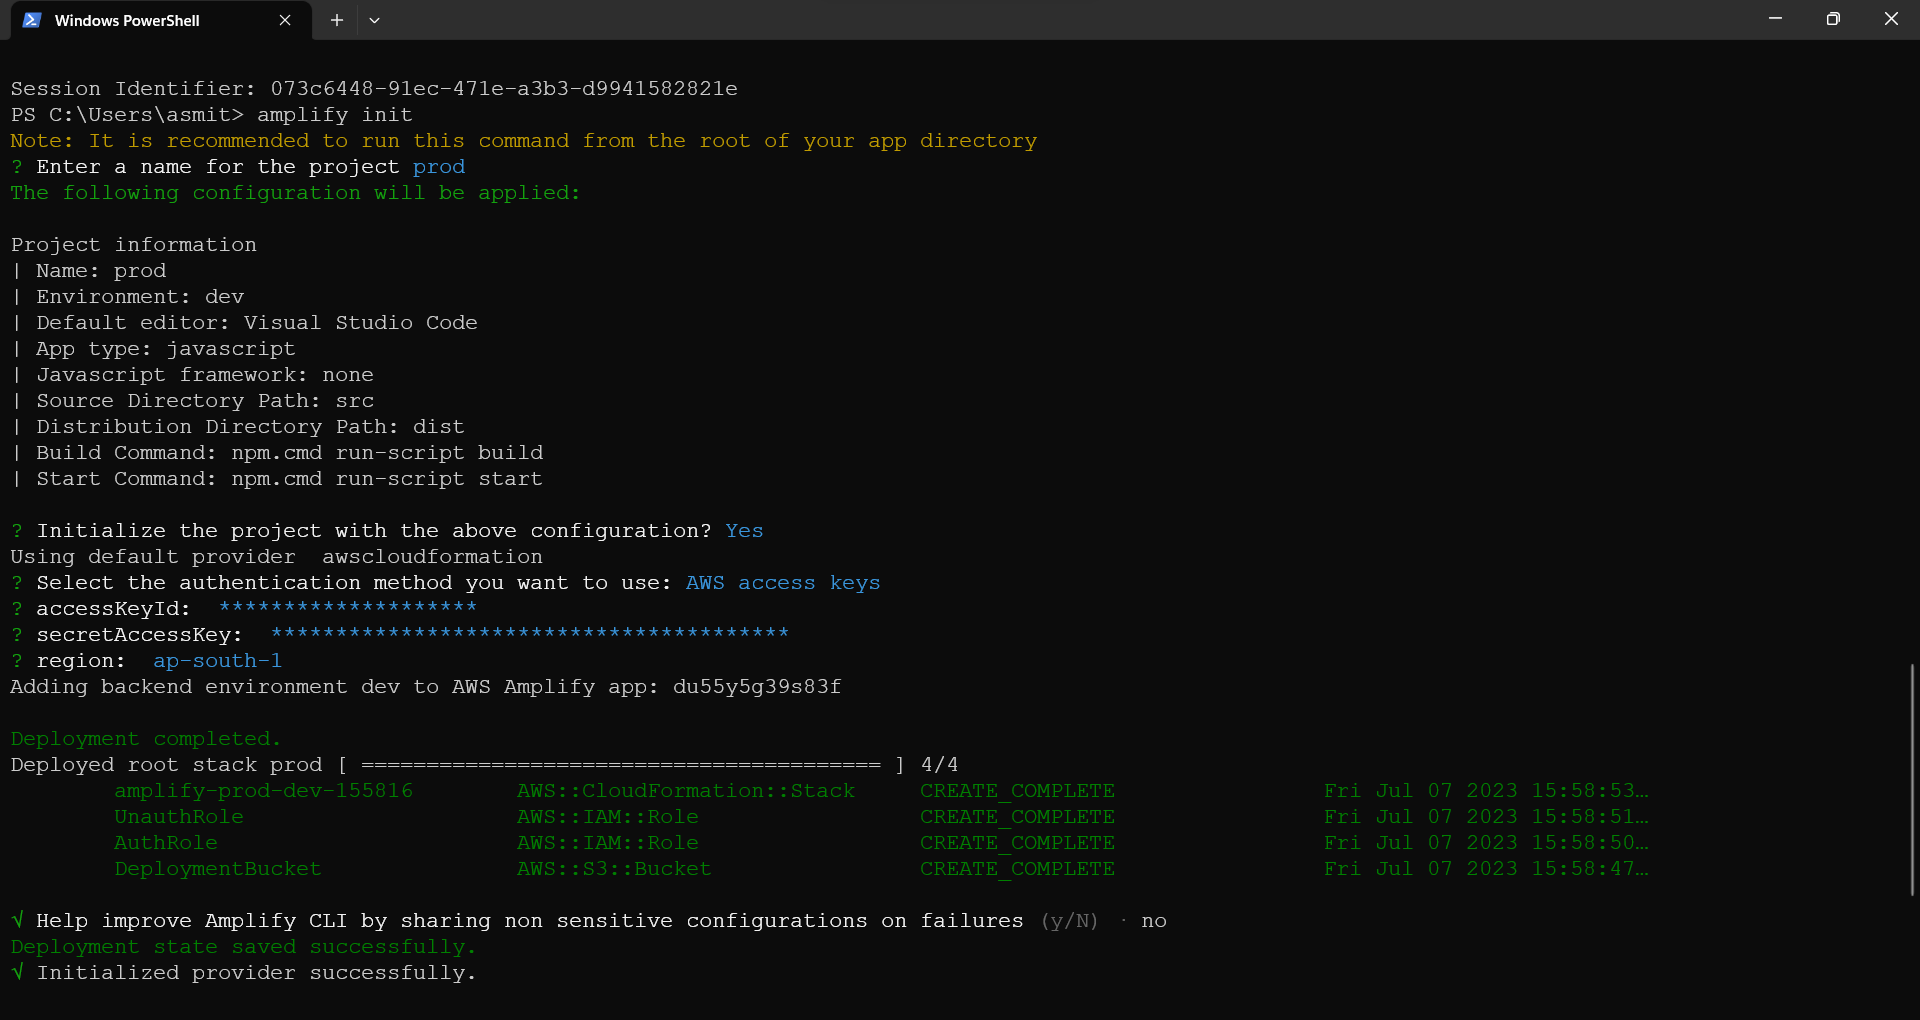 Windows PowerShell
Session Identifier: 073c6448-91ec-471e-a3b3-d9941582821e
PS C:\Users\asmit> amplify init
Note: It is recommended to run this command from the root of your app directory
? Enter a name for the project prod
The following configuration will be applied:
Project information
| Name: prod
| Environment: dev
| Default editor: Visual Studio Code
| App type: javascript
| Javascript framework: none
| Source Directory Path: src
| Distribution Directory Path: dist
| Build Command: npm.cmd run-script build
| Start Command: npm.cmd run-script start
? Initialize the project with the above configuration? Yes
Using default provider  awscloudformation
? Select the authentication method you want to use: AWS access keys
? accessKeyId:  ********************
? secretAccessKey:  ****************************************
? region:  ap-south-1
Adding backend environment dev to AWS Amplify app: du55y5g39s83f
Deployment completed.
Deployed root stack prod [ ======================================== ] 4/4
amplify-prod-dev-155816 AWS::CloudFormation::Stack CREATE_COMPLETE Fri Jul 07 2023 15:58:53…
UnauthRole AWS::IAM::Role CREATE_COMPLETE Fri Jul 07 2023 15:58:51…
AuthRole AWS::IAM::Role CREATE_COMPLETE Fri Jul 07 2023 15:58:50…
DeploymentBucket AWS::S3::Bucket CREATE_COMPLETE Fri Jul 07 2023 15:58:47…
√ Help improve Amplify CLI by sharing non sensitive configurations on failures (y/N) · no
Deployment state saved successfully.
√ Initialized provider successfully.